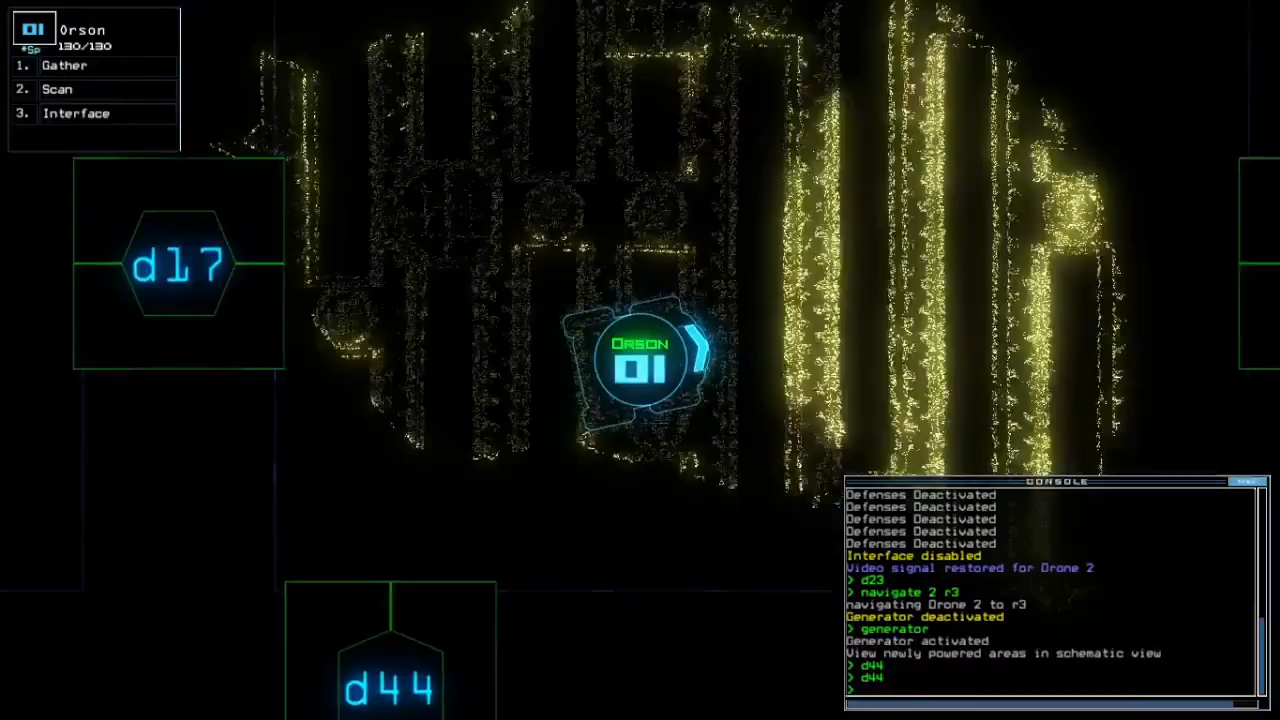 01 Orson
*Sp 130/130
1. Gather
2. Scan
3. Interface
d17
Orson
01
d44
CONSOLE
Defenses Deactivated
Defenses Deactivated
Defenses Deactivated
Defenses Deactivated
Defenses Deactivated
Interface disabled
Video signal restored for Drone 2
> d23
> navigate 2 r3
navigating Drone 2 to r3
Generator deactivated
> generator
Generator activated
View newly powered areas in schematic view
> d44
> d44
>